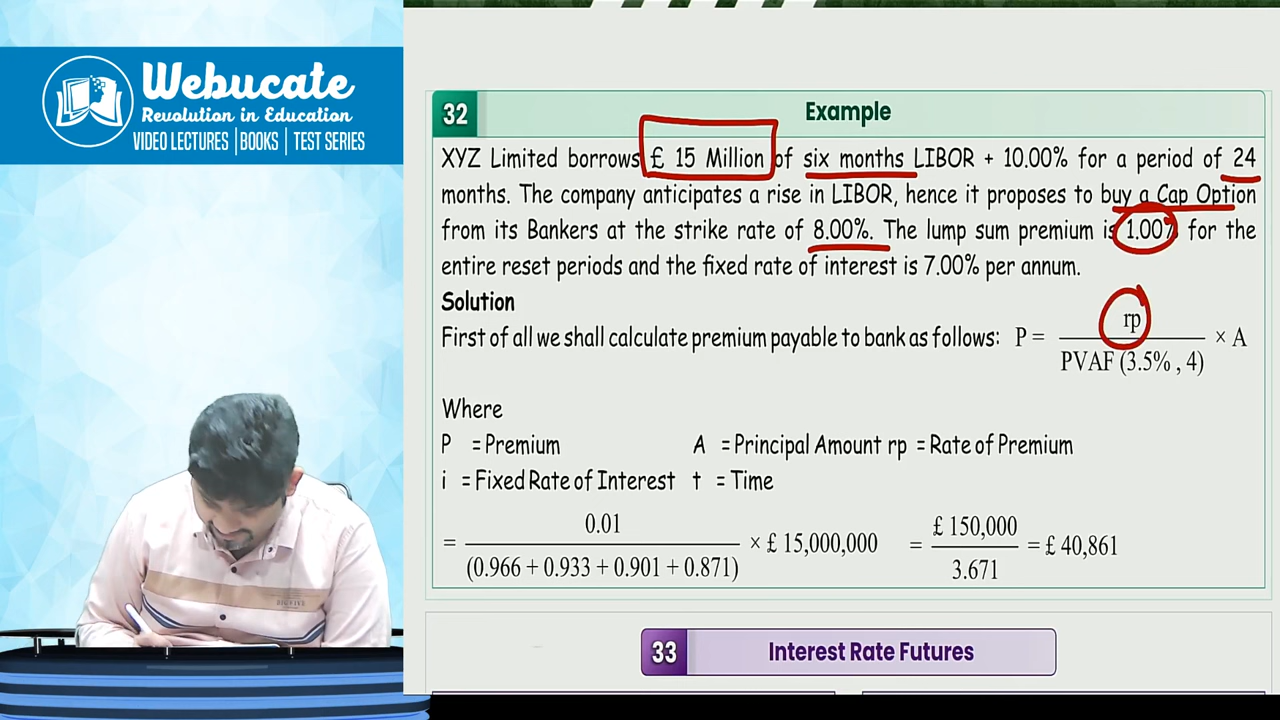 Webucate
Revolution in Education
VIDEO LECTURES | BOOKS | TEST SERIES
32 Example
XYZ Limited borrows £ 15 Million of six months LIBOR + 10.00% for a period of 24
months. The company anticipates a rise in LIBOR, hence it proposes to buy a Cap Option
from its Bankers at the strike rate of 8.00%. The lump sum premium is 1.00% for the
entire reset periods and the fixed rate of interest is 7.00% per annum.
Solution
First of all we shall calculate premium payable to bank as follows: P = rp / PVAF (3.5% , 4) × A
Where
P = Premium A = Principal Amount rp = Rate of Premium
i = Fixed Rate of Interest t = Time
= 0.01 / (0.966 + 0.933 + 0.901 + 0.871) × £ 15,000,000 = £ 150,000 / 3.671 = £ 40,861
33 Interest Rate Futures